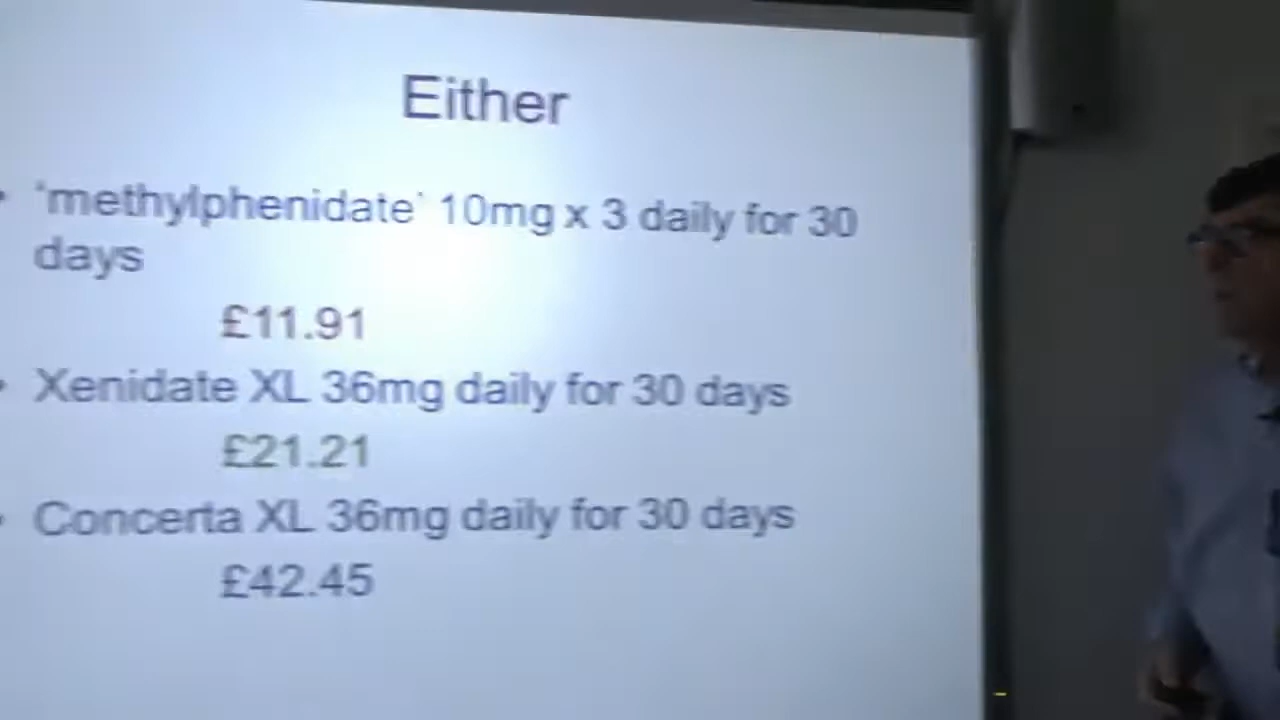 Either
• 'methylphenidate' 10mg x 3 daily for 30
days
£11.91
• Xenidate XL 36mg daily for 30 days
£21.21
• Concerta XL 36mg daily for 30 days
£42.45